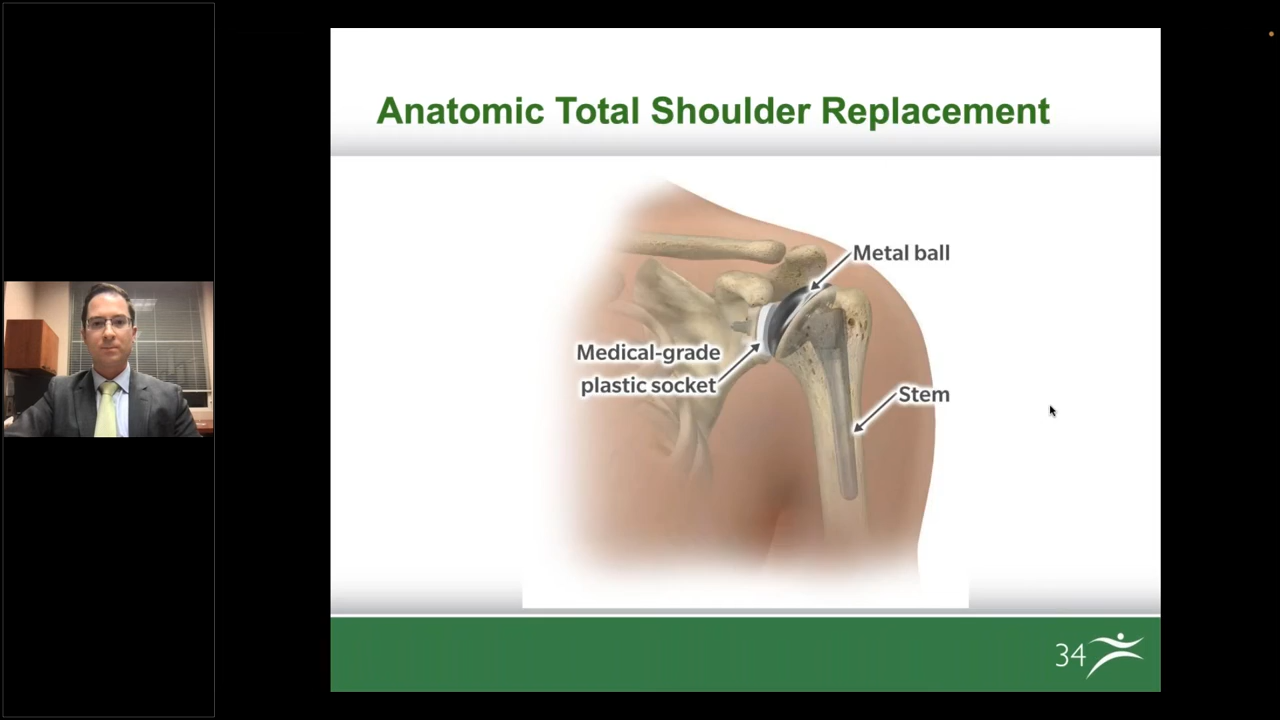 Anatomic Total Shoulder Replacement
Metal ball
Medical-grade
plastic socket
Stem
34